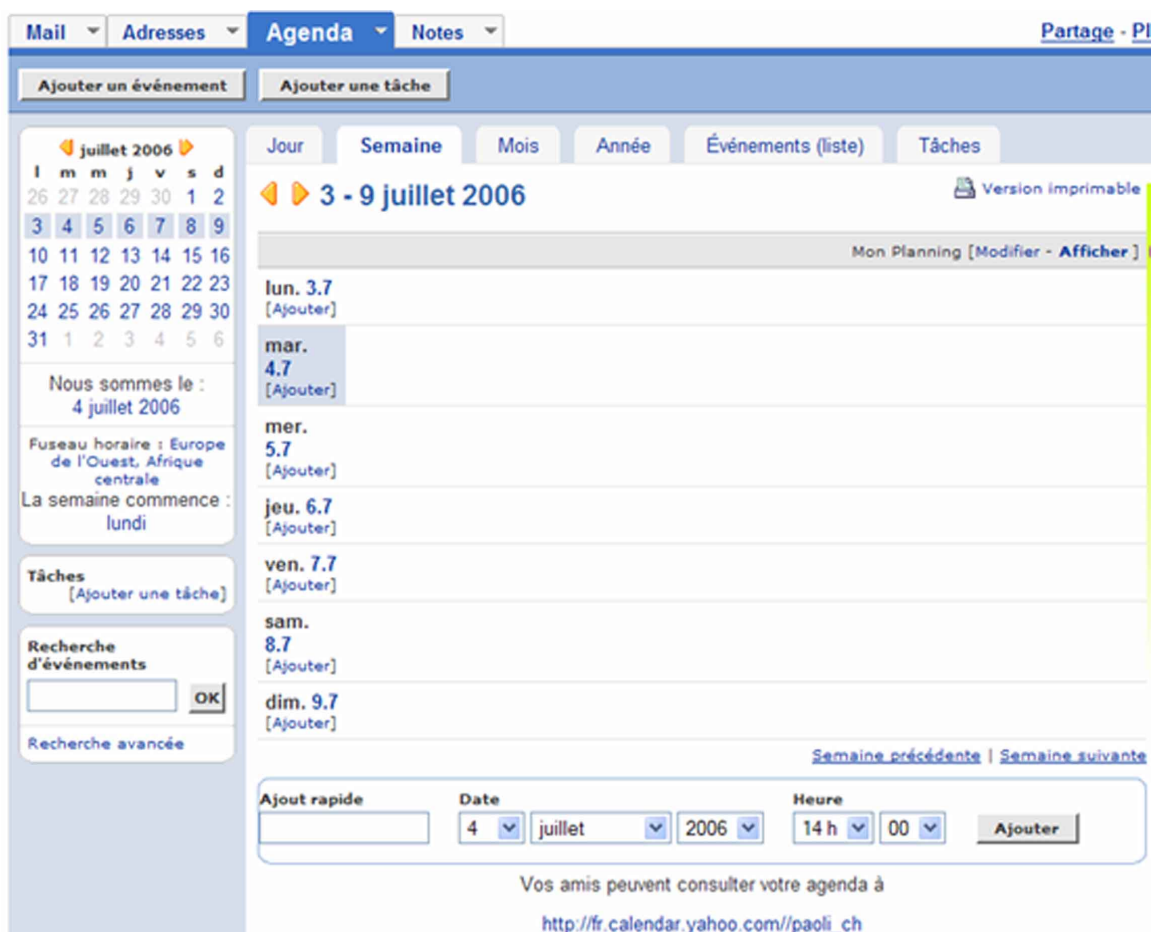 Mail Adresses Agenda Notes Partage - Pl
Ajouter un événement Ajouter une tâche
juillet 2006
l m m j v s d
26 27 28 29 30 1 2
3 4 5 6 7 8 9
10 11 12 13 14 15 16
17 18 19 20 21 22 23
24 25 26 27 28 29 30
31 1 2 3 4 5 6
Nous sommes le :
4 juillet 2006
Fuseau horaire : Europe
de l'Ouest, Afrique
centrale
La semaine commence :
lundi
Tâches
[Ajouter une tâche]
Recherche
d'événements
OK
Recherche avancée
Jour Semaine Mois Année Événements (liste) Tâches
3 - 9 juillet 2006
Version imprimable
Mon Planning [Modifier - Afficher ]
lun. 3.7
[Ajouter]
mar.
4.7
[Ajouter]
mer.
5.7
[Ajouter]
jeu. 6.7
[Ajouter]
ven. 7.7
[Ajouter]
sam.
8.7
[Ajouter]
dim. 9.7
[Ajouter]
Semaine précédente | Semaine suivante
Ajout rapide Date Heure
4 juillet 2006 14 h 00 Ajouter
Vos amis peuvent consulter votre agenda à
http://fr.calendar.yahoo.com//paoli_ch